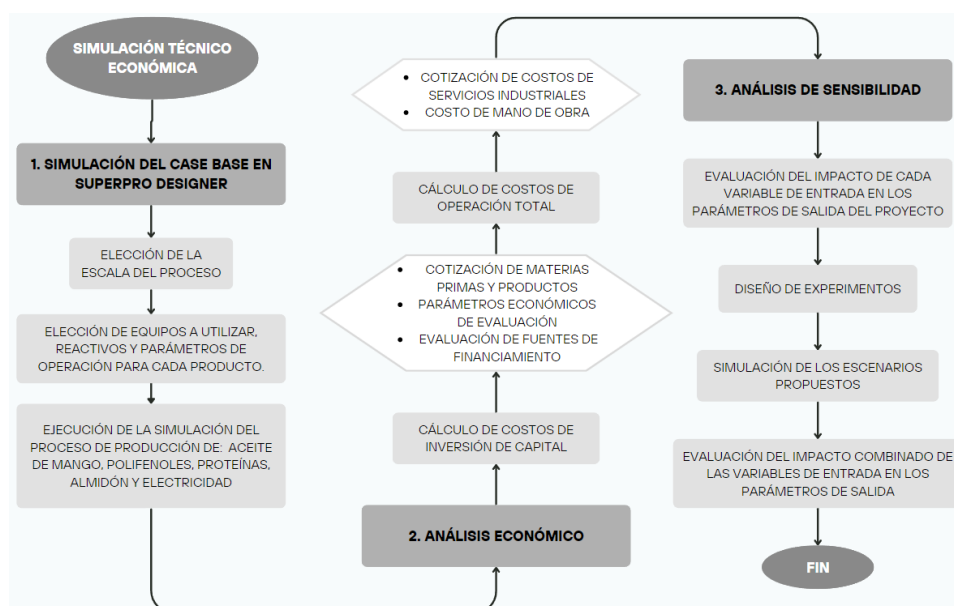 SIMULACIÓN TÉCNICO
ECONÓMICA
1. SIMULACIÓN DEL CASE BASE EN
SUPERPRO DESIGNER
ELECCIÓN DE LA
ESCALA DEL PROCESO
ELECCIÓN DE EQUIPOS A UTILIZAR,
REACTIVOS Y PARÁMETROS DE
OPERACIÓN PARA CADA PRODUCTO.
EJECUCIÓN DE LA SIMULACIÓN DEL
PROCESO DE PRODUCCIÓN DE: ACEITE
DE MANGO, POLIFENOLES, PROTEÍNAS,
ALMIDÓN Y ELECTRICIDAD
2. ANÁLISIS ECONÓMICO
CÁLCULO DE COSTOS DE
INVERSIÓN DE CAPITAL
• COTIZACIÓN DE MATERIAS
PRIMAS Y PRODUCTOS
• PARÁMETROS ECONÓMICOS
DE EVALUACIÓN
• EVALUACIÓN DE FUENTES DE
FINANCIAMIENTO
CÁLCULO DE COSTOS DE
OPERACIÓN TOTAL
• COTIZACIÓN DE COSTOS DE
SERVICIOS INDUSTRIALES
• COSTO DE MANO DE OBRA
3. ANÁLISIS DE SENSIBILIDAD
EVALUACIÓN DEL IMPACTO DE CADA
VARIABLE DE ENTRADA EN LOS
PARÁMETROS DE SALIDA DEL PROYECTO
DISEÑO DE EXPERIMENTOS
SIMULACIÓN DE LOS ESCENARIOS
PROPUESTOS
EVALUACIÓN DEL IMPACTO COMBINADO DE
LAS VARIABLES DE ENTRADA EN LOS
PARÁMETROS DE SALIDA
FIN